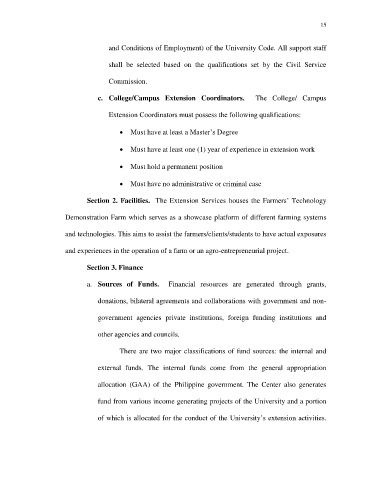 15
and Conditions of Employment) of the University Code. All support staff
shall be selected based on the qualifications set by the Civil Service
Commission.
c. College/Campus Extension Coordinators. The College/ Campus
Extension Coordinators must possess the following qualifications:
• Must have at least a Master's Degree
• Must have at least one (1) year of experience in extension work
• Must hold a permanent position
• Must have no administrative or criminal case
Section 2. Facilities. The Extension Services houses the Farmers' Technology
Demonstration Farm which serves as a showcase platform of different farming systems
and technologies. This aims to assist the farmers/clients/students to have actual exposures
and experiences in the operation of a farm or an agro-entrepreneurial project.
Section 3. Finance
a. Sources of Funds. Financial resources are generated through grants,
donations, bilateral agreements and collaborations with government and non-
government agencies private institutions, foreign funding institutions and
other agencies and councils.
There are two major classifications of fund sources: the internal and
external funds. The internal funds come from the general appropriation
allocation (GAA) of the Philippine government. The Center also generates
fund from various income generating projects of the University and a portion
of which is allocated for the conduct of the University's extension activities.